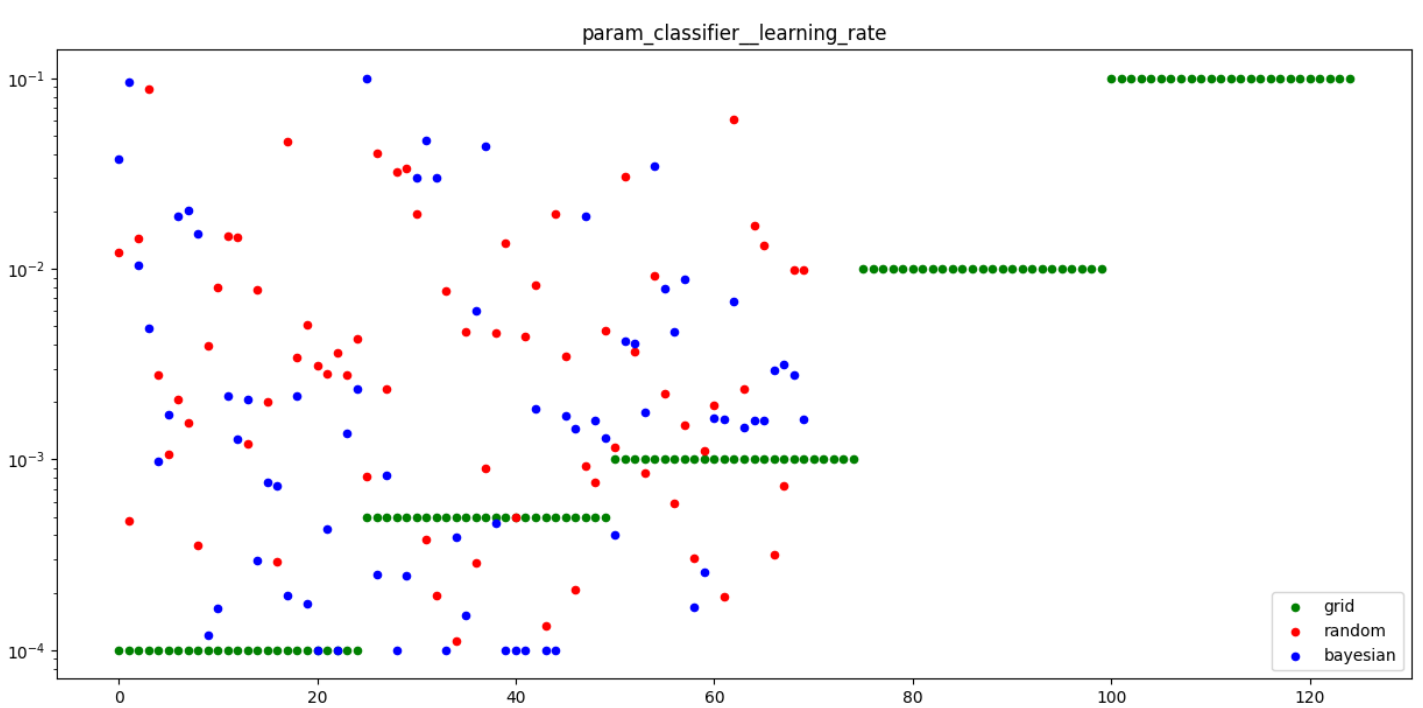 param_classifier__learning_rate
10⁻¹
10⁻²
10⁻³
10⁻⁴
0 20 40 60 80 100 120
grid
random
bayesian